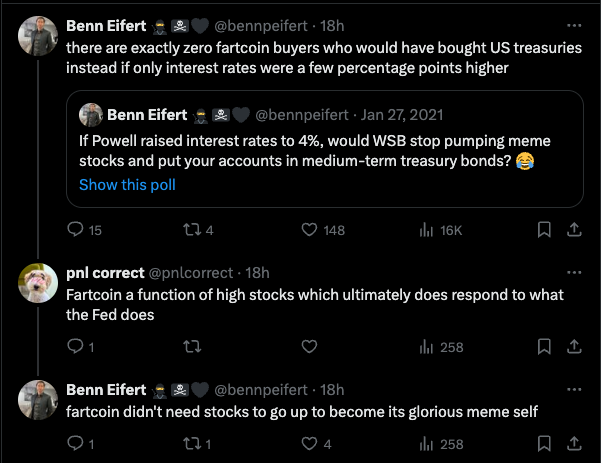 Benn Eifert 🥷🏴‍☠️🖤 @bennpeifert · 18h
there are exactly zero fartcoin buyers who would have bought US treasuries
instead if only interest rates were a few percentage points higher
Benn Eifert 🥷🏴‍☠️🖤 @bennpeifert · Jan 27, 2021
If Powell raised interest rates to 4%, would WSB stop pumping meme
stocks and put your accounts in medium-term treasury bonds? 😂
Show this poll
15 4 148 16K
pnl correct @pnlcorrect · 18h
Fartcoin a function of high stocks which ultimately does respond to what
the Fed does
1 258
Benn Eifert 🥷🏴‍☠️🖤 @bennpeifert · 18h
fartcoin didn't need stocks to go up to become its glorious meme self
1 1 4 258